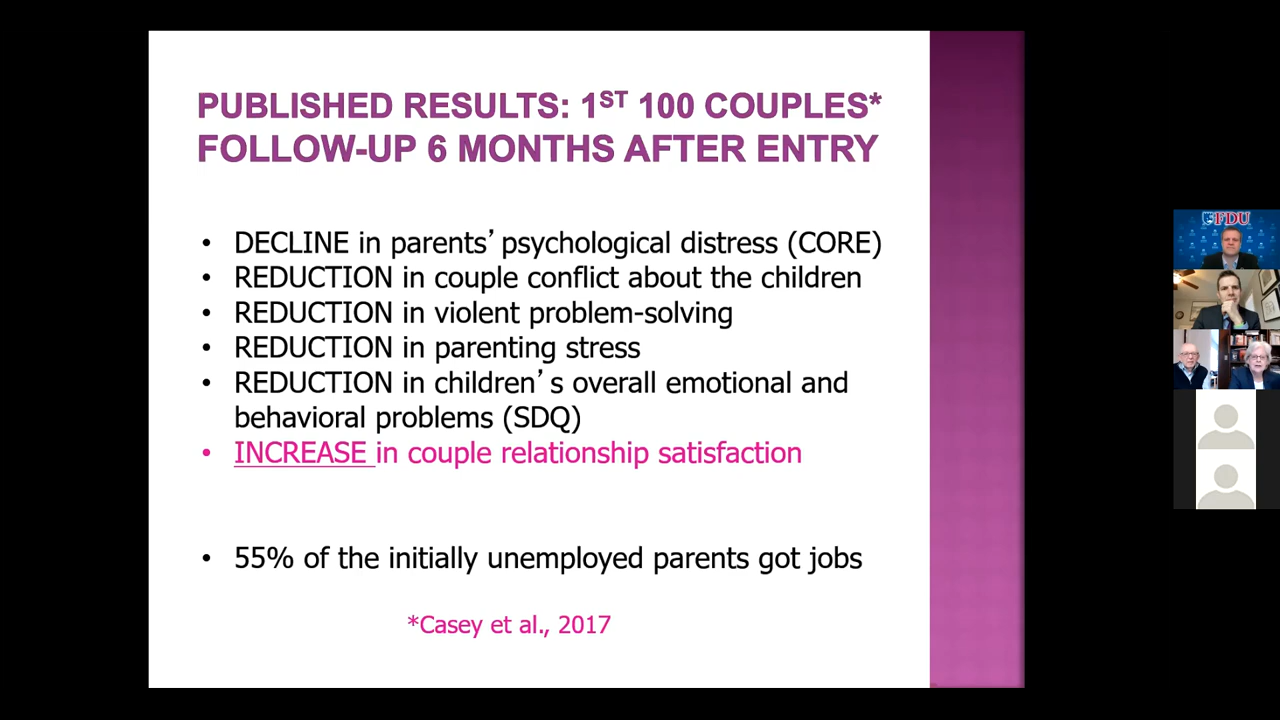 PUBLISHED RESULTS: 1ST 100 COUPLES*
FOLLOW-UP 6 MONTHS AFTER ENTRY
• DECLINE in parents’ psychological distress (CORE)
• REDUCTION in couple conflict about the children
• REDUCTION in violent problem-solving
• REDUCTION in parenting stress
• REDUCTION in children’s overall emotional and
behavioral problems (SDQ)
• INCREASE in couple relationship satisfaction
• 55% of the initially unemployed parents got jobs
*Casey et al., 2017
FDU